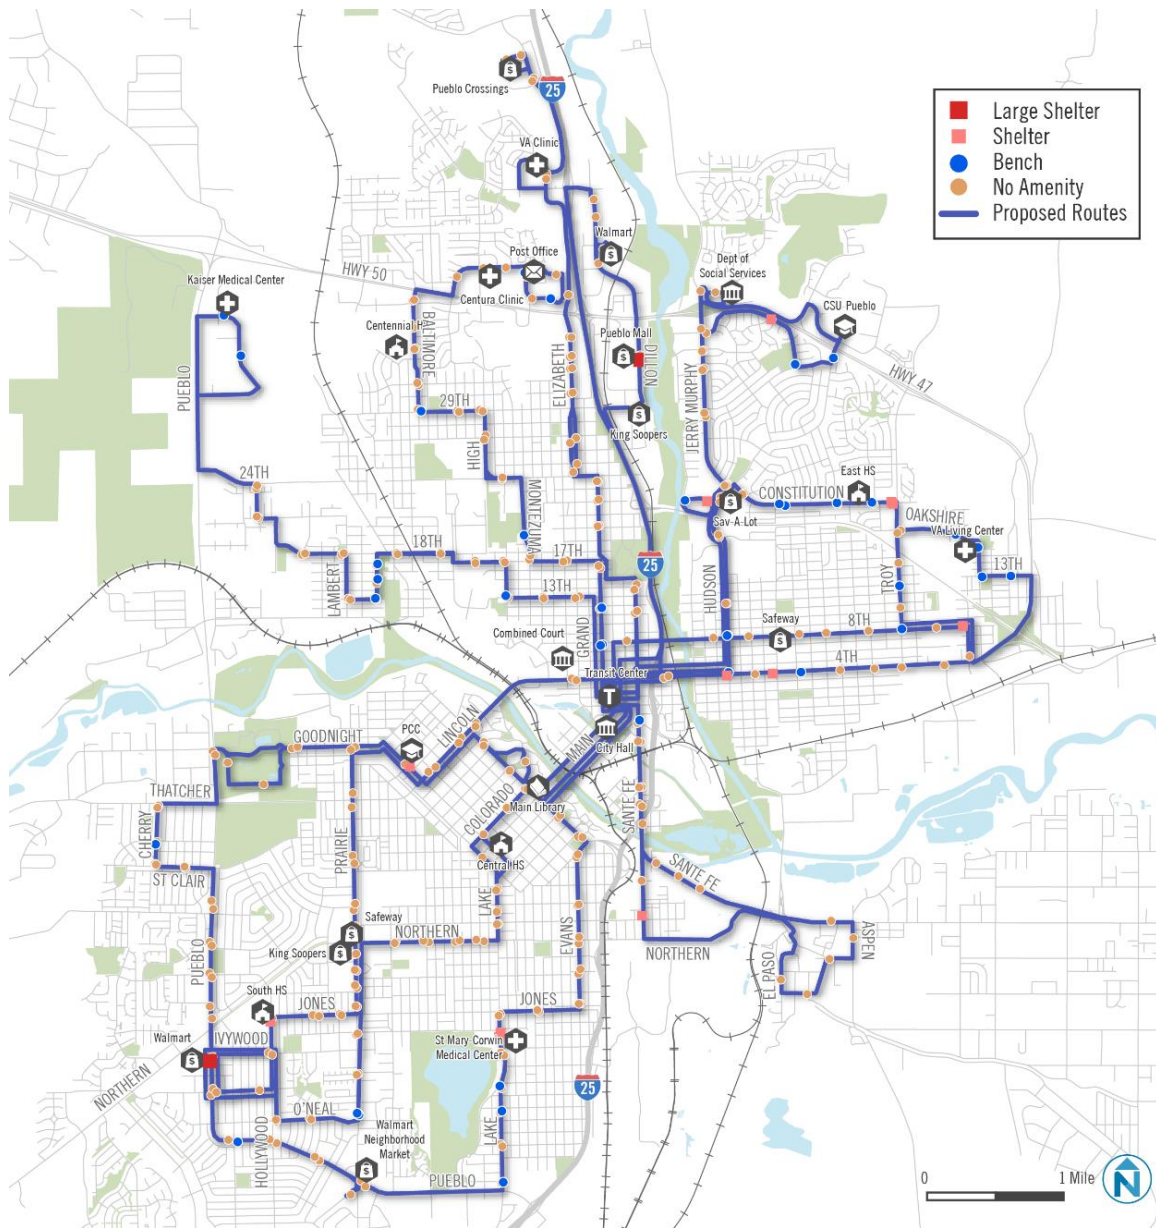 Pueblo Crossings
25
Large Shelter
Shelter
Bench
No Amenity
Proposed Routes
VA Clinic
Walmart
Post Office
Dept of
Social Services
HWY 50
Kaiser Medical Center
Centura Clinic
CSU Pueblo
Centennial H
BALTIMORE
Pueblo Mall
DILLON
ELIZABETH
PUEBLO
HWY 47
JERRY MURPHY
29TH
King Soopers
HIGH
24TH
East HS
CONSTITUTION
MONTEZUMA
Sav-A-Lot
OAKSHIRE
VA Living Center
18TH
17TH
25
13TH
LAMBERT
13TH
HUDSON
TROY
Safeway
8TH
GRAND
Combined Court
4TH
Transit Center
T
LINCOLN
PCC
GOODNIGHT
MAIN
City Hall
THATCHER
COLORADO
Main Library
SANTE FE
CHERRY
PRAIRIE
Central HS
SANTE FE
ST CLAIR
LAKE
Safeway
NORTHERN
EVANS
ASPEN
King Soopers
PUEBLO
NORTHERN
EL PASO
South HS
JONES
JONES
Walmart
IVYWOOD
St Mary-Corwin
Medical Center
NORTHERN
25
O'NEAL
HOLLYWOOD
Walmart
Neighborhood
Market
LAKE
PUEBLO
0
1 Mile
N